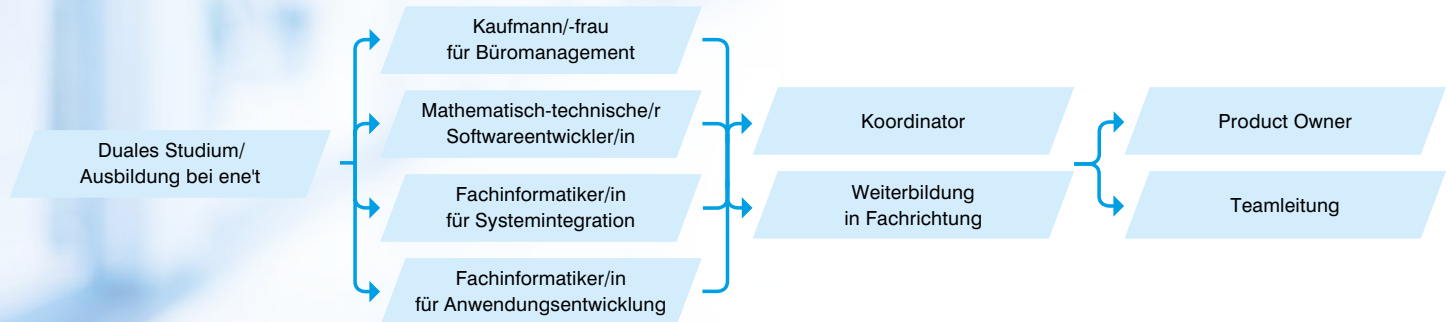 Duales Studium/
Ausbildung bei ene't
Kaufmann/-frau
für Büromanagement
Mathematisch-technische/r
Softwareentwickler/in
Fachinformatiker/in
für Systemintegration
Fachinformatiker/in
für Anwendungsentwicklung
Koordinator
Weiterbildung
in Fachrichtung
Product Owner
Teamleitung